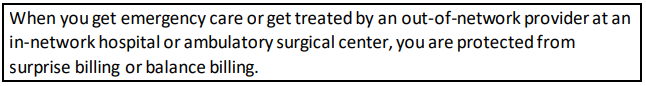 When you get emergency care or get treated by an out-of-network provider at an
in-network hospital or ambulatory surgical center, you are protected from
surprise billing or balance billing.